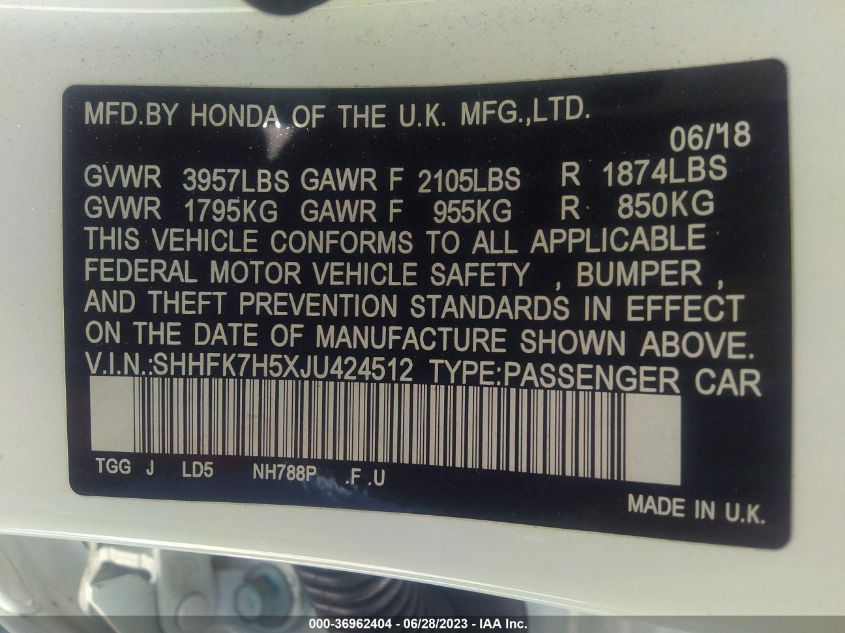 MFD.BY HONDA OF THE U.K. MFG.,LTD.
06/18
GVWR 3957LBS GAWR F 2105LBS R 1874LBS
GVWR 1795KG GAWR F 955KG R 850KG
THIS VEHICLE CONFORMS TO ALL APPLICABLE
FEDERAL MOTOR VEHICLE SAFETY , BUMPER ,
AND THEFT PREVENTION STANDARDS IN EFFECT
ON THE DATE OF MANUFACTURE SHOWN ABOVE.
V.I.N.:SHHFK7H5XJU424512 TYPE:PASSENGER CAR
TGG J LD5 NH788P .F .U
MADE IN U.K.
000-36962404 - 06/28/2023 - IAA Inc.